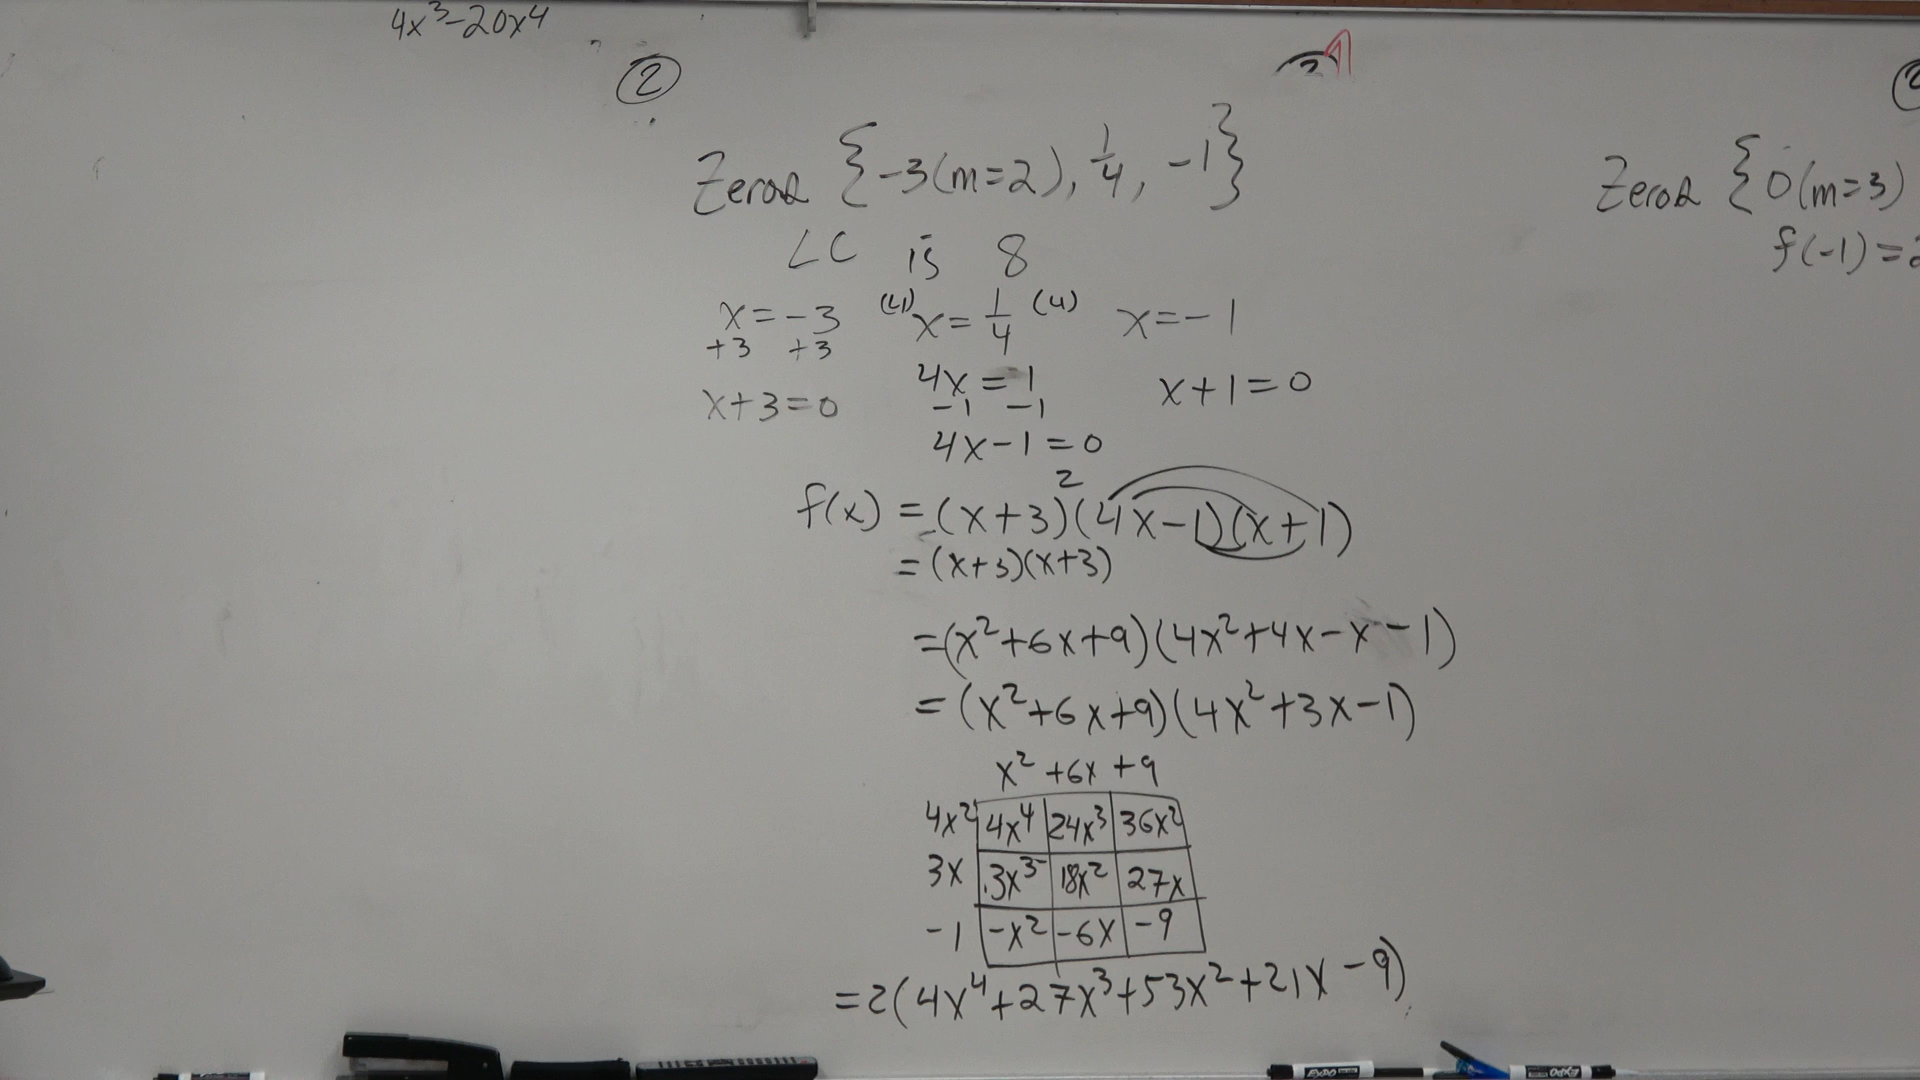 4x³-20x⁴
②
Zeros {-3(m=2), 1/4, -1}
LC is 8
x=-3 (4)x=1/4 (4) x=-1
+3 +3
4x=1 x+1=0
x+3=0 -1 -1
4x-1=0
f(x)=(x+3)²(4x-1)(x+1)
=(x+3)(x+3)
=(x²+6x+9)(4x²+4x-x-1)
=(x²+6x+9)(4x²+3x-1)
x² +6x +9
4x² 4x⁴ 24x³ 36x²
3x 3x³ 18x² 27x
-1 -x² -6x -9
=2(4x⁴+27x³+53x²+21x-9)
Zeros {0(m=3)
f(-1)=2
EXPO
EXPO